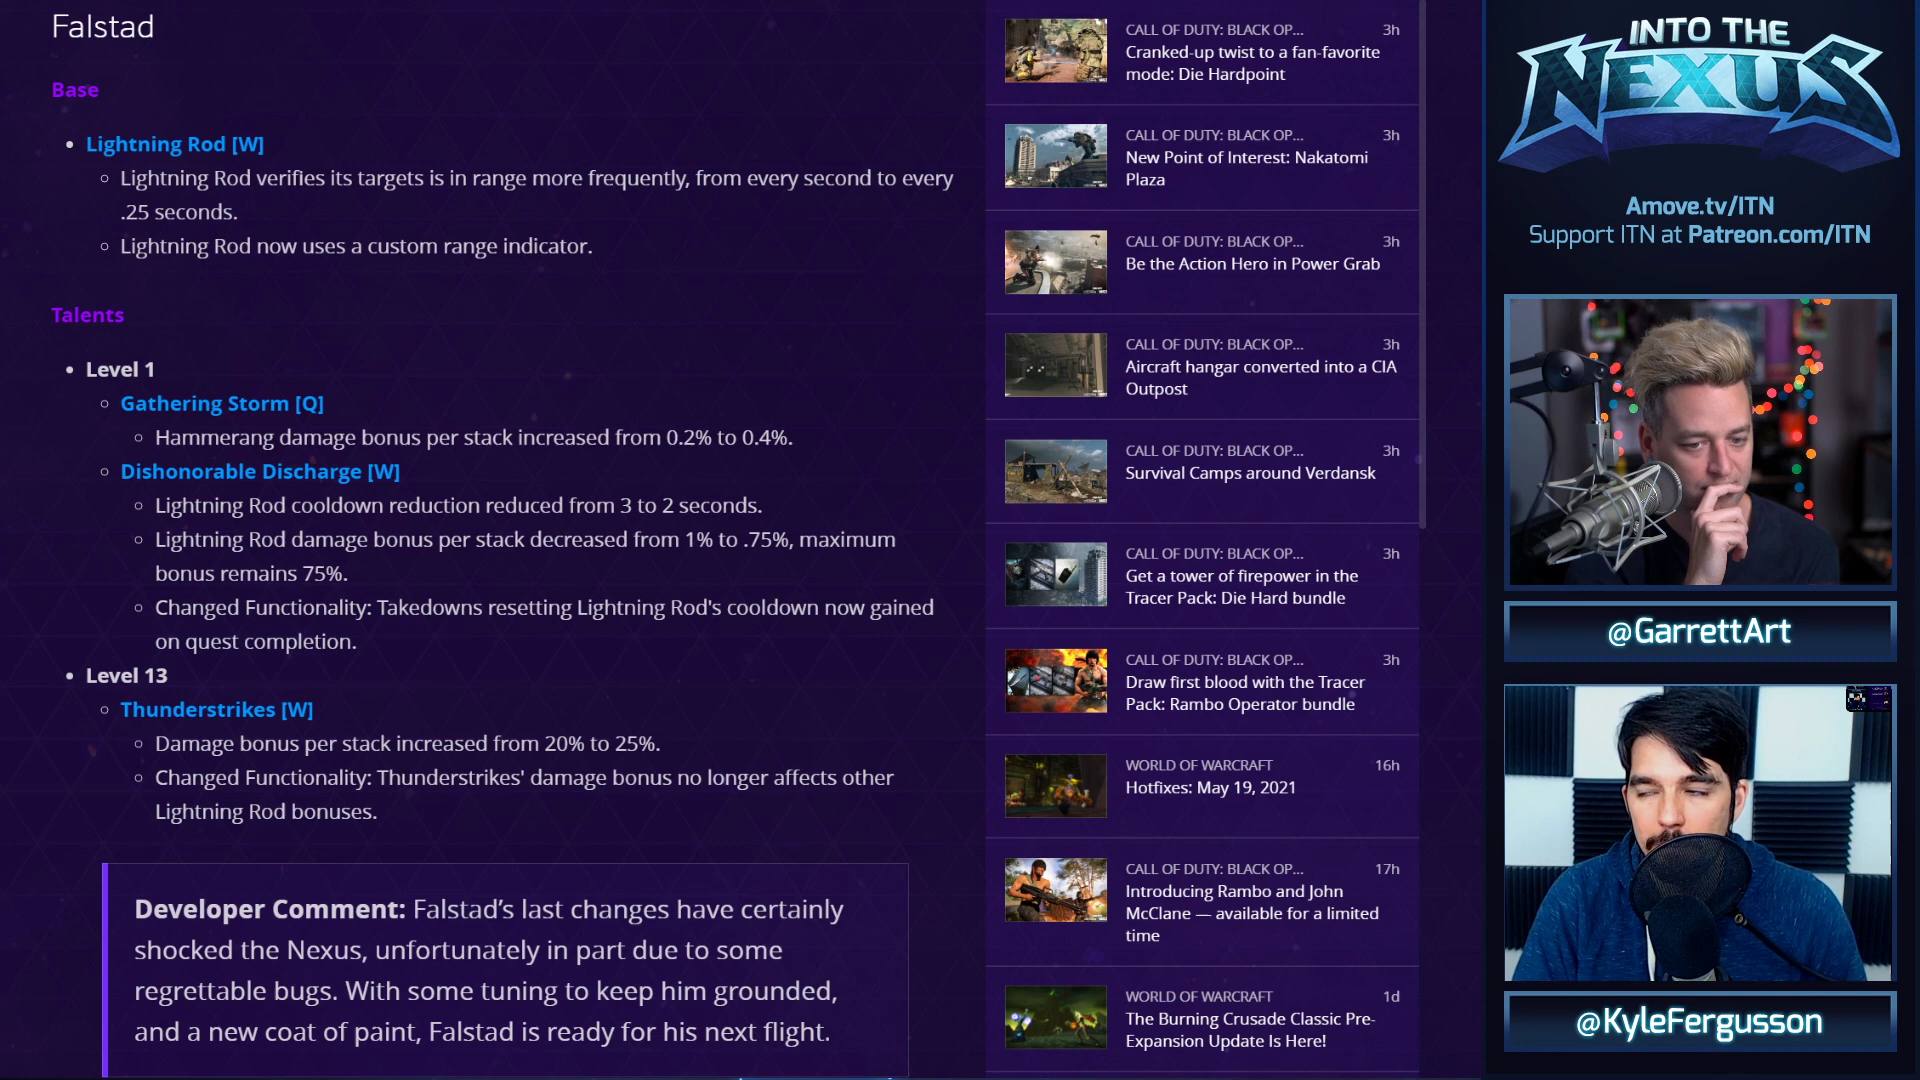 Falstad
Base
Lightning Rod [W]
Lightning Rod verifies its targets is in range more frequently, from every second to every
.25 seconds.
Lightning Rod now uses a custom range indicator.
Talents
Level 1
Gathering Storm [Q]
Hammerang damage bonus per stack increased from 0.2% to 0.4%.
Dishonorable Discharge [W]
Lightning Rod cooldown reduction reduced from 3 to 2 seconds.
Lightning Rod damage bonus per stack decreased from 1% to .75%, maximum
bonus remains 75%.
Changed Functionality: Takedowns resetting Lightning Rod's cooldown now gained
on quest completion.
Level 13
Thunderstrikes [W]
Damage bonus per stack increased from 20% to 25%.
Changed Functionality: Thunderstrikes' damage bonus no longer affects other
Lightning Rod bonuses.
Developer Comment: Falstad’s last changes have certainly
shocked the Nexus, unfortunately in part due to some
regrettable bugs. With some tuning to keep him grounded,
and a new coat of paint, Falstad is ready for his next flight.
CALL OF DUTY: BLACK OP... 3h
Cranked-up twist to a fan-favorite
mode: Die Hardpoint
CALL OF DUTY: BLACK OP... 3h
New Point of Interest: Nakatomi
Plaza
CALL OF DUTY: BLACK OP... 3h
Be the Action Hero in Power Grab
CALL OF DUTY: BLACK OP... 3h
Aircraft hangar converted into a CIA
Outpost
CALL OF DUTY: BLACK OP... 3h
Survival Camps around Verdansk
CALL OF DUTY: BLACK OP... 3h
Get a tower of firepower in the
Tracer Pack: Die Hard bundle
CALL OF DUTY: BLACK OP... 3h
Draw first blood with the Tracer
Pack: Rambo Operator bundle
WORLD OF WARCRAFT 16h
Hotfixes: May 19, 2021
CALL OF DUTY: BLACK OP... 17h
Introducing Rambo and John
McClane — available for a limited
time
WORLD OF WARCRAFT 1d
The Burning Crusade Classic Pre-
Expansion Update Is Here!
INTO THE
NEXUS
Amove.tv/ITN
Support ITN at Patreon.com/ITN
@GarrettArt
@KyleFergusson